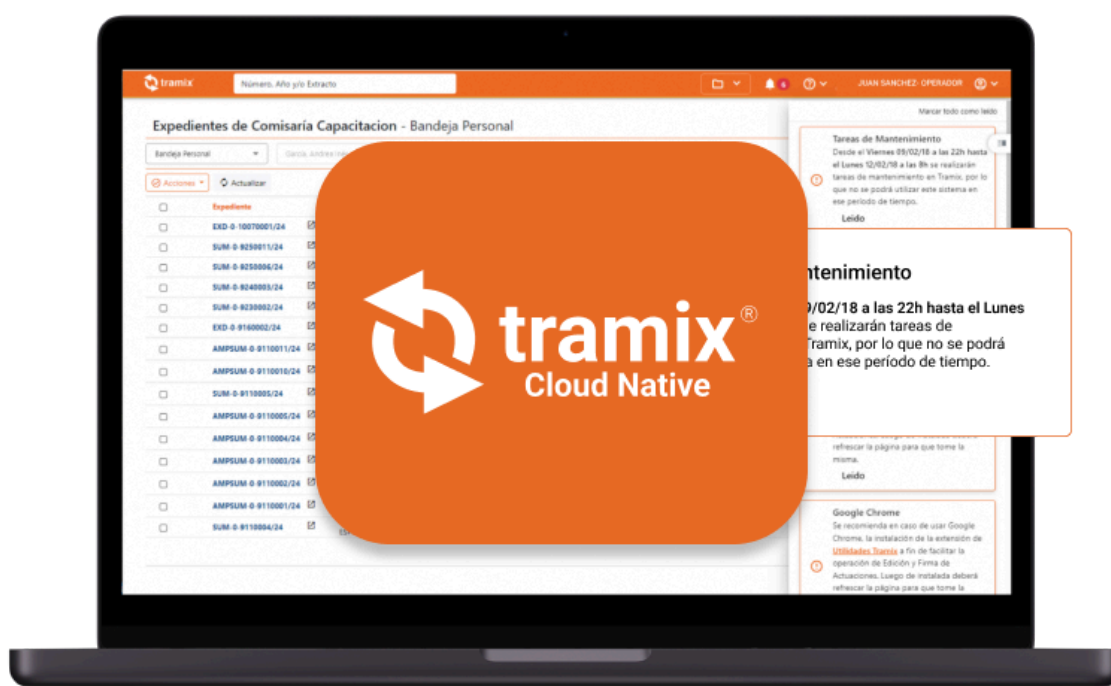 tramix
Número, Año y/o Extracto
6
JUAN SANCHEZ- OPERADOR
Marcar todo como leído
Expedientes de Comisaría Capacitacion - Bandeja Personal
Bandeja Personal
García, Andrea
Acciones
Actualizar
Expediente
EXD-0-10070001/24
SUM-0-9250011/24
SUM-0-9250006/24
SUM-0-9240003/24
SUM-0-9230002/24
EXD-0-9160002/24
AMPSUM-0-9110011/24
AMPSUM-0-9110010/24
SUM-0-9110005/24
AMPSUM-0-9110005/24
AMPSUM-0-9110004/24
AMPSUM-0-9110003/24
AMPSUM-0-9110002/24
AMPSUM-0-9110001/24
SUM-0-9110004/24
tramix®
Cloud Native
Tareas de Mantenimiento
Desde el Viernes 09/02/18 a las 22h hasta
el Lunes 12/02/18 a las 8h se realizarán
tareas de mantenimiento en Tramix, por lo
que no se podrá utilizar este sistema en
ese período de tiempo.
Leído
ntenimiento
9/02/18 a las 22h hasta el Lunes
e realizarán tareas de
Tramix, por lo que no se podrá
a en ese período de tiempo.
refrescar la página para que tome la
misma.
Leído
Google Chrome
Se recomienda en caso de usar Google
Chrome, la instalación de la extensión de
Utilidades Tramix a fin de facilitar la
operación de Edición y Firma de
Actuaciones. Luego de instalada deberá
refrescar la página para que tome la